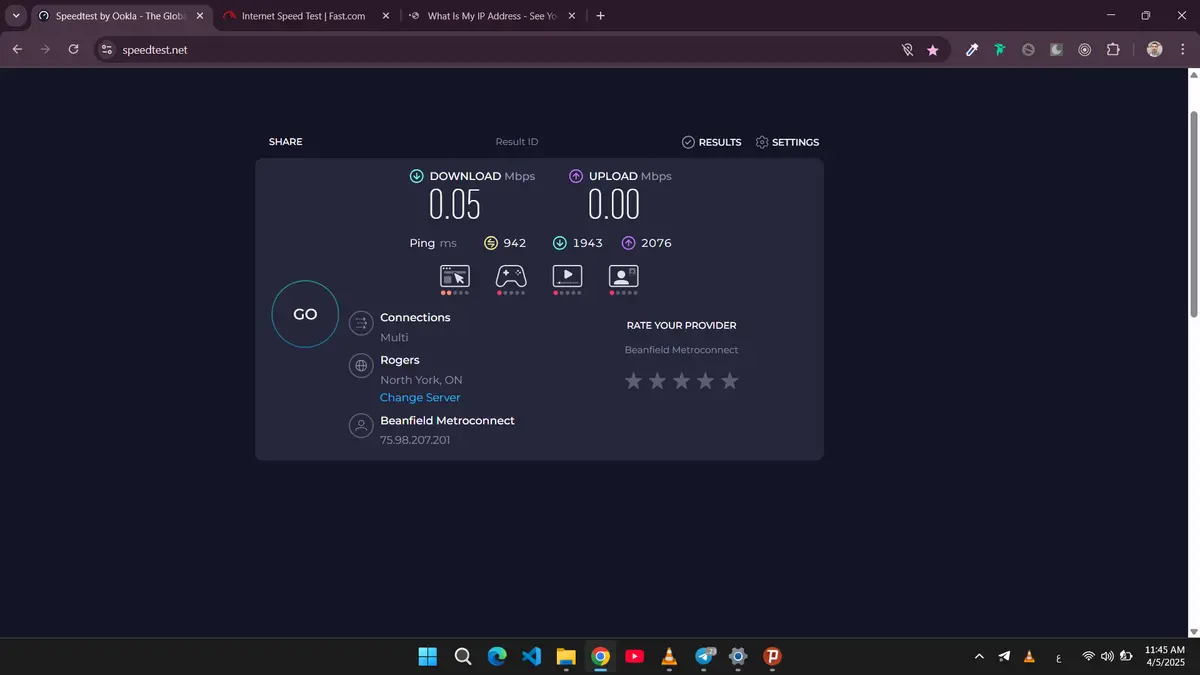 Speedtest by Ookla - The Globa
Internet Speed Test | Fast.com
What Is My IP Address - See Yo
speedtest.net
SHARE
Result ID
RESULTS
SETTINGS
DOWNLOAD Mbps
UPLOAD Mbps
0.05
0.00
Ping ms
942
1943
2076
GO
Connections
Multi
Rogers
North York, ON
Change Server
Beanfield Metroconnect
75.98.207.201
RATE YOUR PROVIDER
Beanfield Metroconnect
ع
11:45 AM
4/5/2025